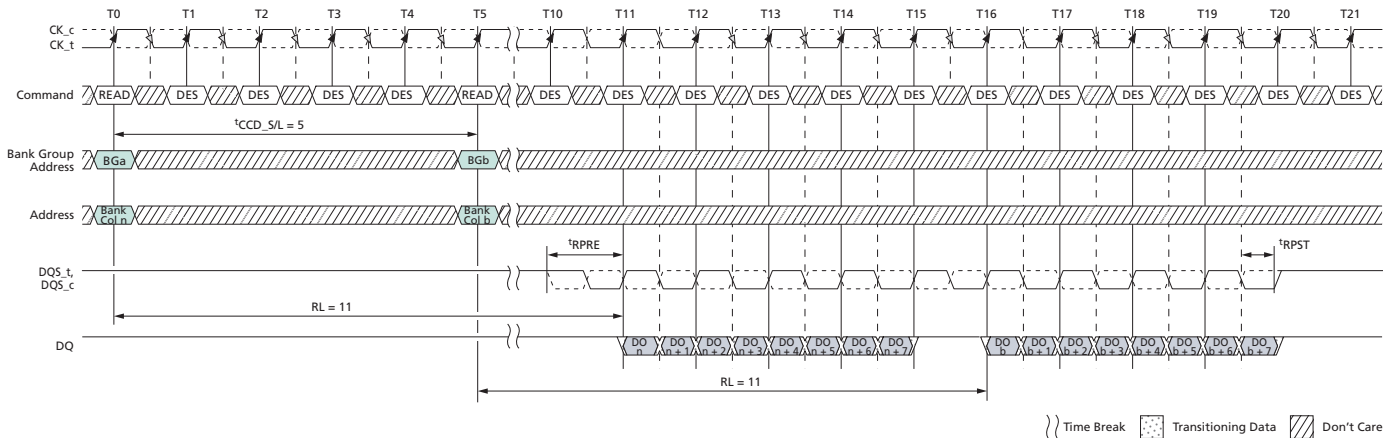 T0 T1 T2 T3 T4 T5 T10 T11 T12 T13 T14 T15 T16 T17 T18 T19 T20 T21
CK_c
CK_t
Command READ DES DES DES DES READ DES DES DES DES DES DES DES DES DES DES DES DES
tCCD_S/L = 5
Bank Group
Address
BGa BGb
Address
Bank
Col n
Bank
Col b
tRPRE tRPST
DQS_t,
DQS_c
RL = 11
DQ
DO
n
DO
n + 1
DO
n + 2
DO
n + 3
DO
n + 4
DO
n + 5
DO
n + 6
DO
n + 7
DO
b
DO
b + 1
DO
b + 2
DO
b + 3
DO
b + 4
DO
b + 5
DO
b + 6
DO
b + 7
RL = 11
Time Break Transitioning Data Don't Care